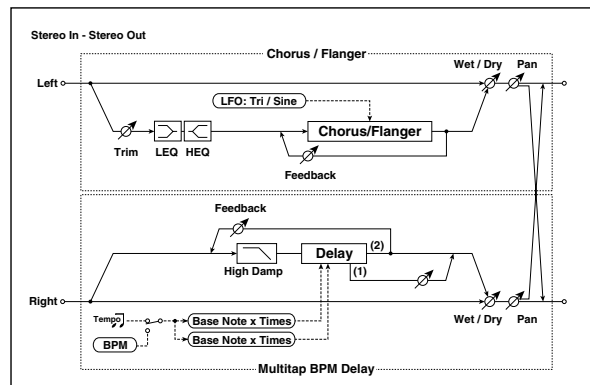 Stereo In - Stereo Out
Chorus / Flanger
Wet / Dry Pan
Left
LFO: Tri / Sine
Chorus/Flanger
Trim LEQ HEQ
Feedback
Feedback
Delay (2)
(1)
High Damp
Right
Tempo
Base Note x Times
BPM
Base Note x Times
Wet / Dry Pan
Multitap BPM Delay